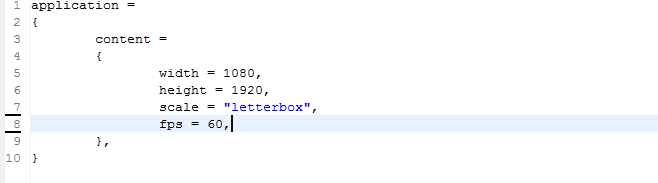 1 application =
2 {
3 content =
4 {
5 width = 1080,
6 height = 1920,
7 scale = "letterbox",
8 fps = 60,
9 },
10 }